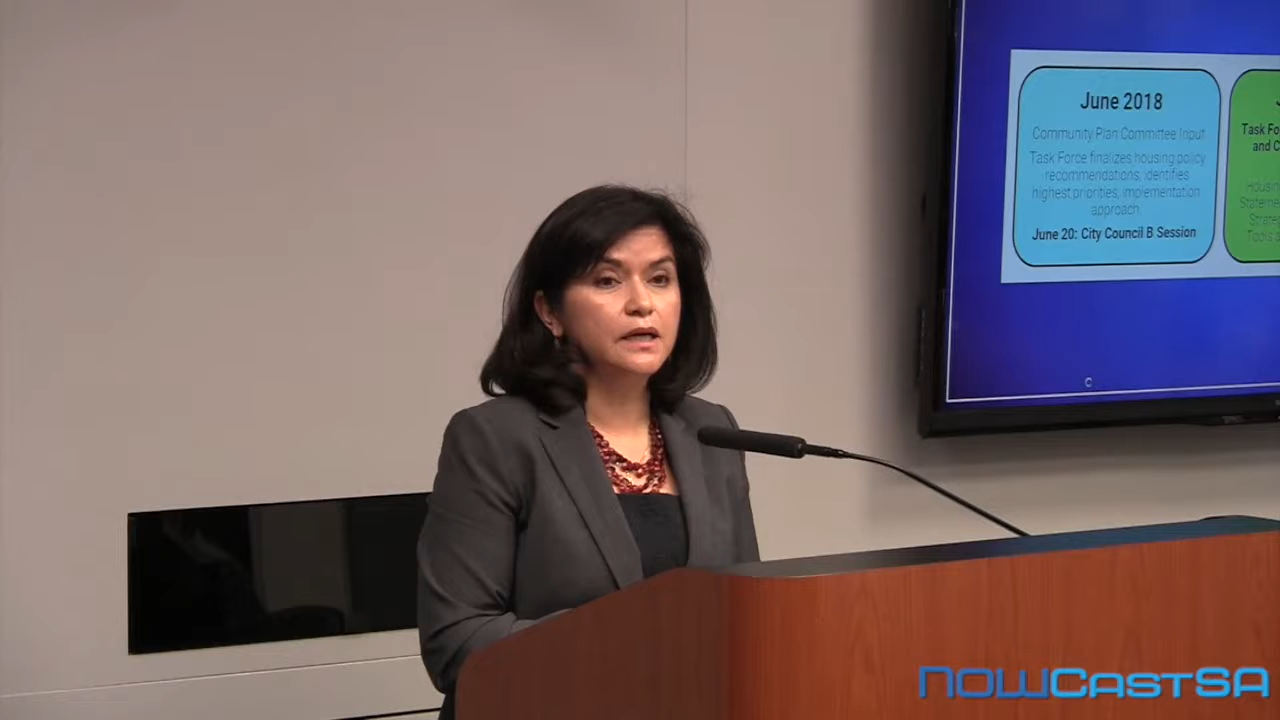 June 2018
Community Plan Committee Input
Task Force finalizes housing policy
recommendations, identifies
highest priorities, implementation
approach.
June 20: City Council B Session
Task
and
NOWCastSA